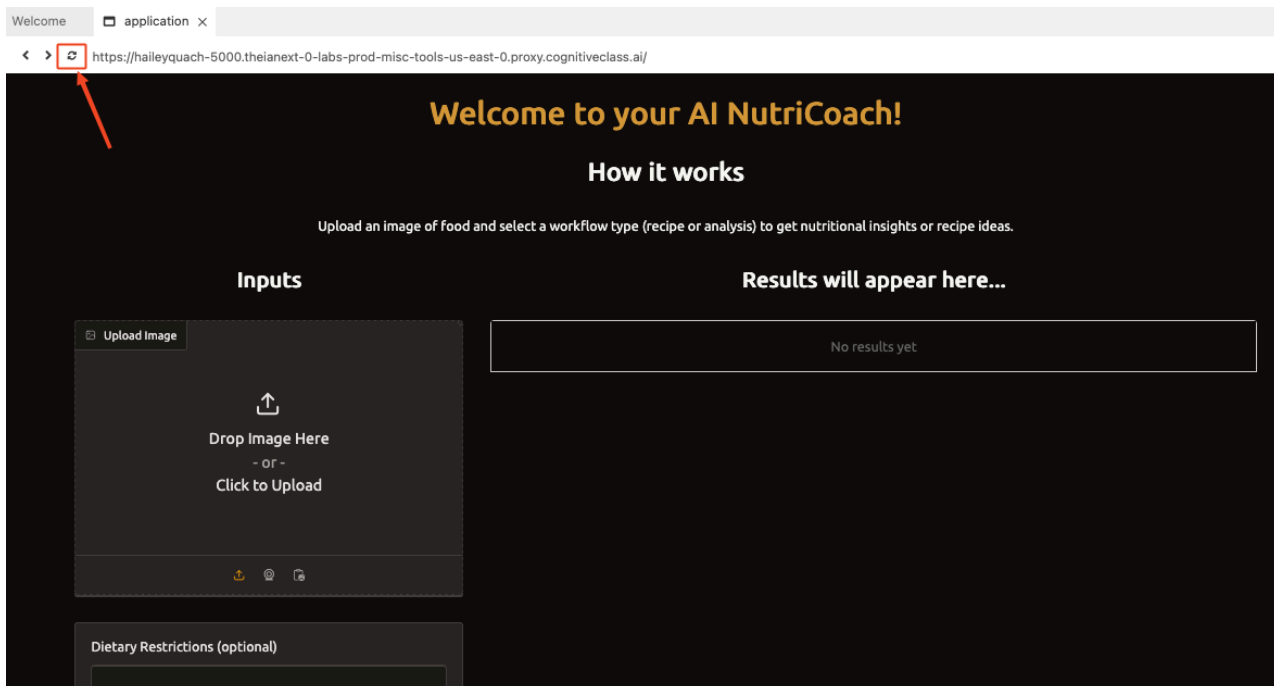 Welcome
application
https://haileyquach-5000.theianext-0-labs-prod-misc-tools-us-east-0.proxy.cognitiveclass.ai/
Welcome to your AI NutriCoach!
How it works
Upload an image of food and select a workflow type (recipe or analysis) to get nutritional insights or recipe ideas.
Inputs
Results will appear here...
Upload Image
No results yet
Drop Image Here
- or -
Click to Upload
Dietary Restrictions (optional)